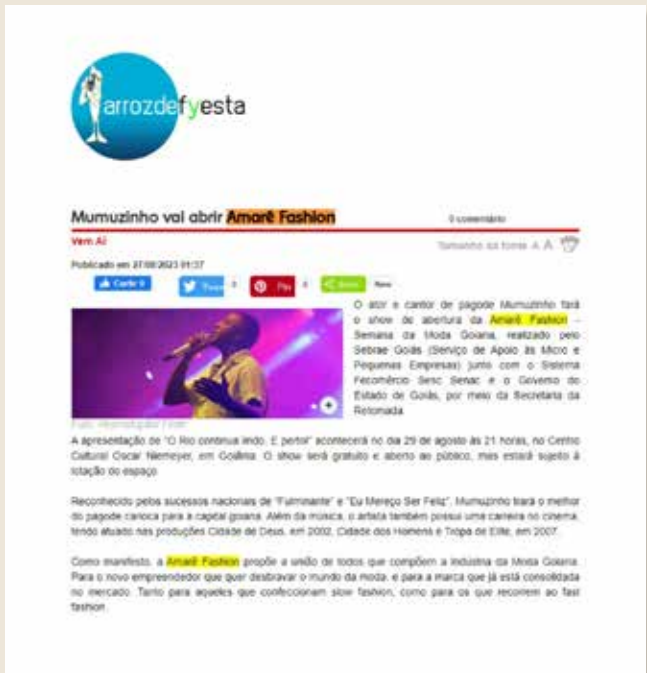 arrozdefyesta
Mumuzinho vai abrir Amarê Fashion
0 comentário
Vem Aí
Tamanho da fonte A A
Publicado em 27/08/2023 01:37
Curtir 0
Tweet 0
Pin 0
New
O ator e cantor de pagode Mumuzinho fará
o show de abertura da Amarê Fashion –
Semana da Moda Goiana, realizado pelo
Sebrae Goiás (Serviço de Apoio às Micro e
Pequenas Empresas) junto com o Sistema
Fecomércio Sesc Senac e o Governo do
Estado de Goiás, por meio da Secretaria da
Retomada.
A apresentação de "O Rio continua lindo. E perto!" acontecerá no dia 29 de agosto às 21 horas, no Centro
Cultural Oscar Niemeyer, em Goiânia. O show será gratuito e aberto ao público, mas estará sujeito à
lotação do espaço.
Reconhecido pelos sucessos nacionais de "Fulminante" e "Eu Mereço Ser Feliz", Mumuzinho trará o melhor
do pagode carioca para a capital goiana. Além da música, o artista também possui uma carreira no cinema,
tendo atuado nas produções Cidade de Deus, em 2002, Cidade dos Homens e Tropa de Elite, em 2007.
Como manifesto, a Amarê Fashion propõe a união de todos que compõem a indústria da Moda Goiana.
Para o novo empreendedor que quer desbravar o mundo da moda, e para a marca que já está consolidada
no mercado. Tanto para aqueles que confeccionam slow fashion, como para os que recorrem ao fast
fashion.